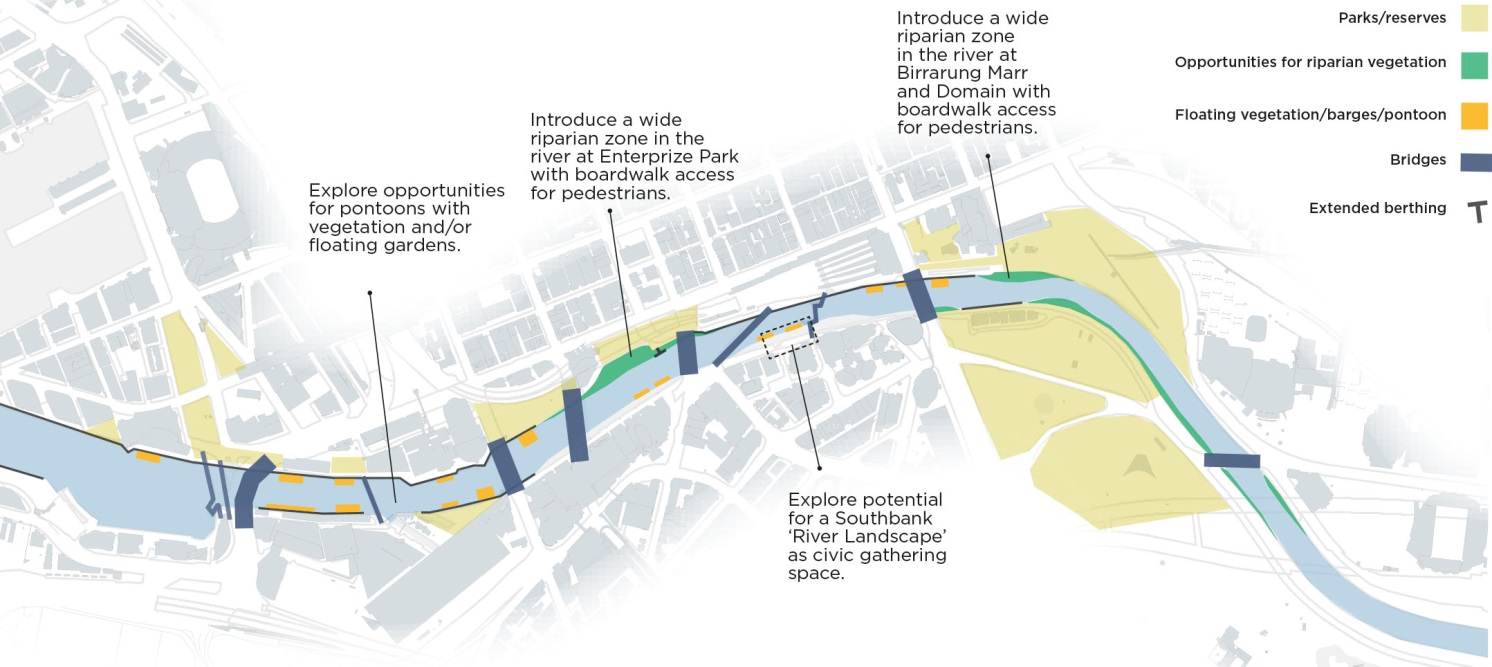 Introduce a wide
riparian zone
in the river at
Birrarung Marr
and Domain with
boardwalk access
for pedestrians.
Parks/reserves
Opportunities for riparian vegetation
Floating vegetation/barges/pontoon
Bridges
Extended berthing
Introduce a wide
riparian zone in the
river at Enterprize Park
with boardwalk access
for pedestrians.
Explore opportunities
for pontoons with
vegetation and/or
floating gardens.
Explore potential
for a Southbank
‘River Landscape’
as civic gathering
space.